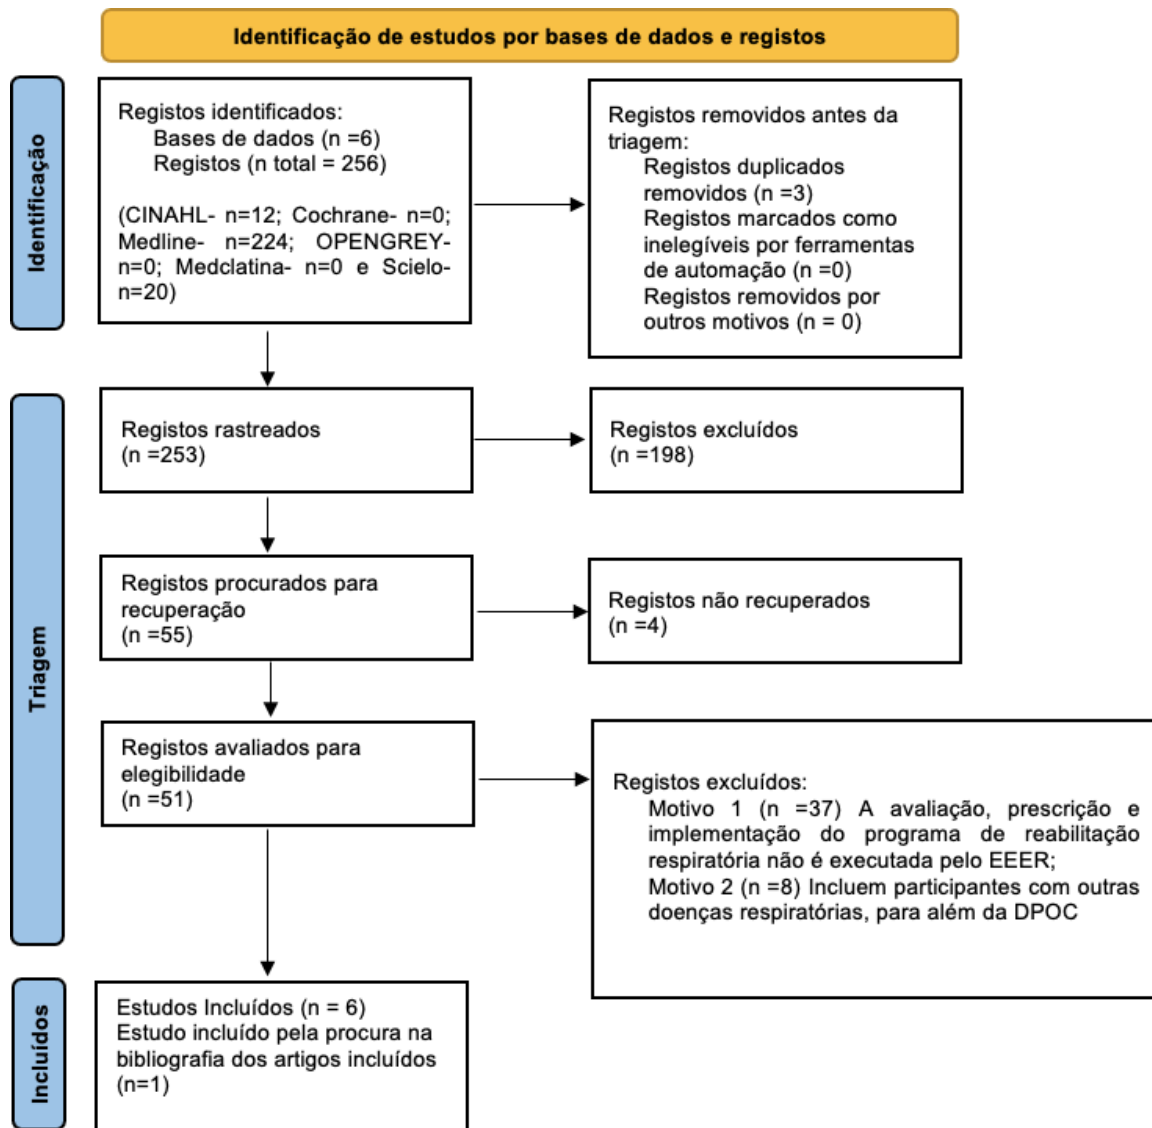 Identificação de estudos por bases de dados e registos
Identificação
Registos identificados:
Bases de dados (n =6)
Registos (n total = 256)
(CINAHL- n=12; Cochrane- n=0;
Medline- n=224; OPENGREY-
n=0; Medclatina- n=0 e Scielo-
n=20)
Registos removidos antes da
triagem:
Registos duplicados
removidos (n =3)
Registos marcados como
inelegíveis por ferramentas
de automação (n =0)
Registos removidos por
outros motivos (n = 0)
Triagem
Registos rastreados
(n =253)
Registos excluídos
(n =198)
Registos procurados para
recuperação
(n =55)
Registos não recuperados
(n =4)
Registos avaliados para
elegibilidade
(n =51)
Registos excluídos:
Motivo 1 (n =37) A avaliação, prescrição e
implementação do programa de reabilitação
respiratória não é executada pelo EEER;
Motivo 2 (n =8) Incluem participantes com outras
doenças respiratórias, para além da DPOC
Incluídos
Estudos Incluídos (n = 6)
Estudo incluído pela procura na
bibliografia dos artigos incluídos
(n=1)